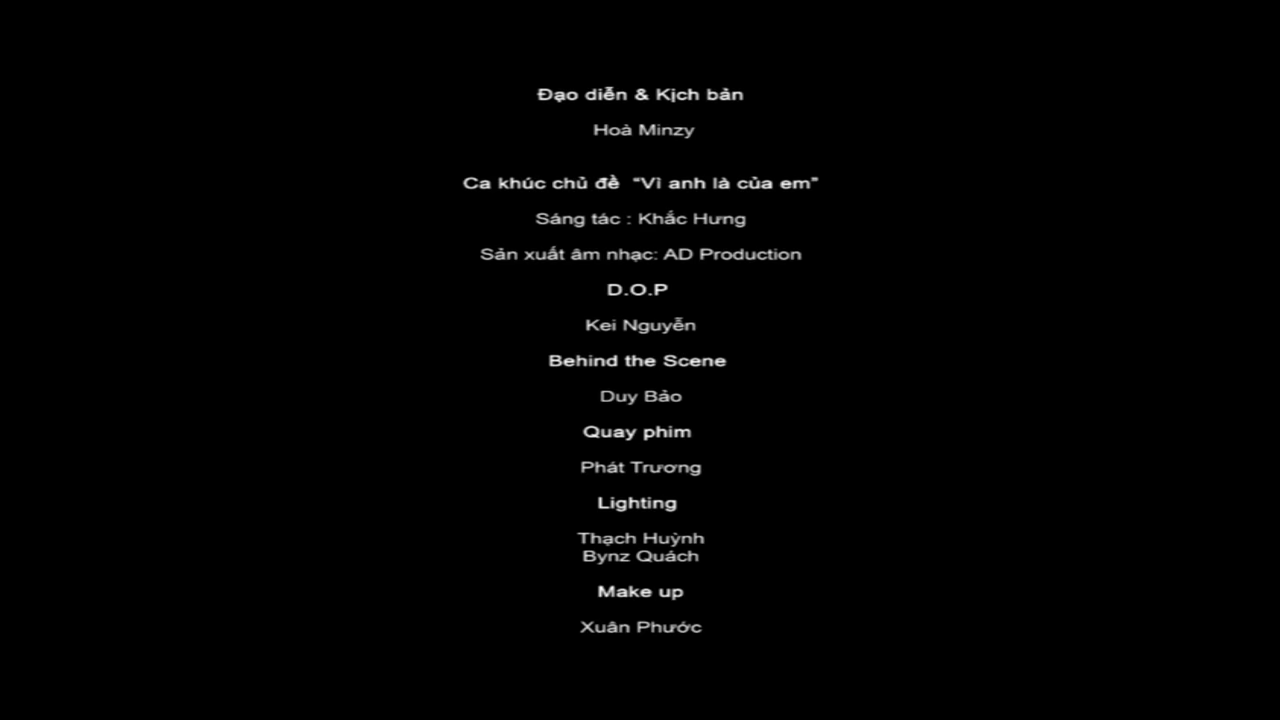 Đạo diễn & Kịch bản
Hoà Minzy
Ca khúc chủ đề “Vì anh là của em”
Sáng tác : Khắc Hưng
Sản xuất âm nhạc: AD Production
D.O.P
Kei Nguyễn
Behind the Scene
Duy Bảo
Quay phim
Phát Trương
Lighting
Thạch Huỳnh
Bynz Quách
Make up
Xuân Phước